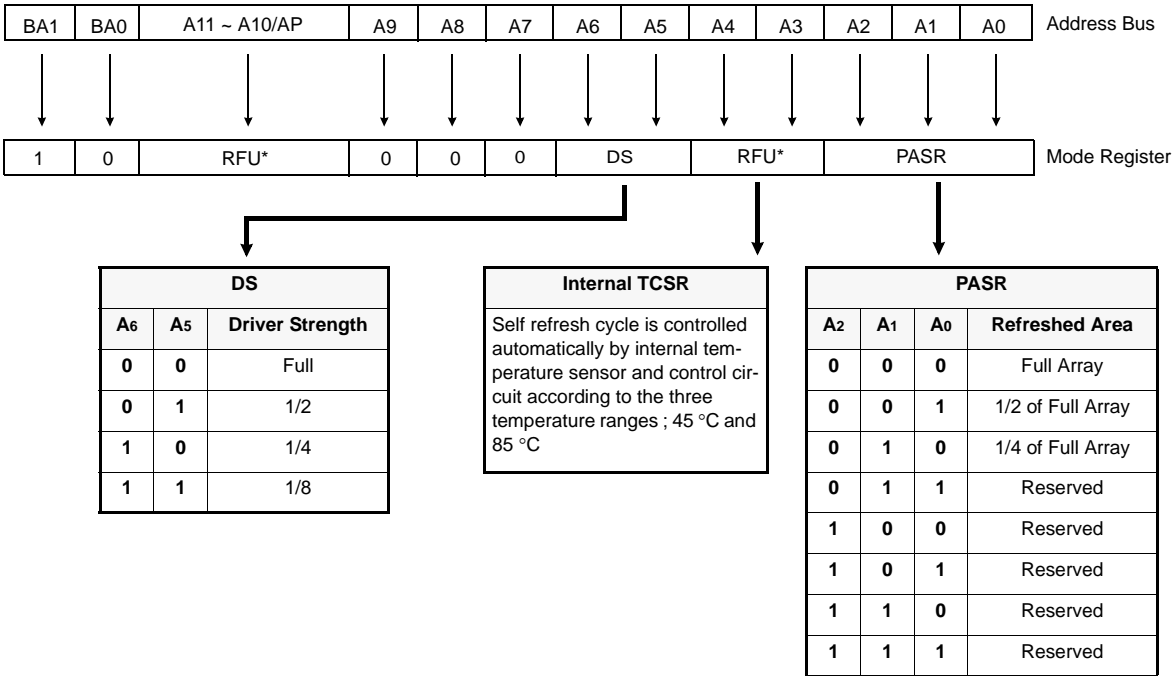 BA1 BA0 A11 ~ A10/AP A9 A8 A7 A6 A5 A4 A3 A2 A1 A0 Address Bus
1 0 RFU* 0 0 0 DS RFU* PASR Mode Register
DS
A6 A5 Driver Strength
0 0 Full
0 1 1/2
1 0 1/4
1 1 1/8
Internal TCSR
Self refresh cycle is controlled
automatically by internal tem-
perature sensor and control cir-
cuit according to the three
temperature ranges ; 45 °C and
85 °C
PASR
A2 A1 A0 Refreshed Area
0 0 0 Full Array
0 0 1 1/2 of Full Array
0 1 0 1/4 of Full Array
0 1 1 Reserved
1 0 0 Reserved
1 0 1 Reserved
1 1 0 Reserved
1 1 1 Reserved